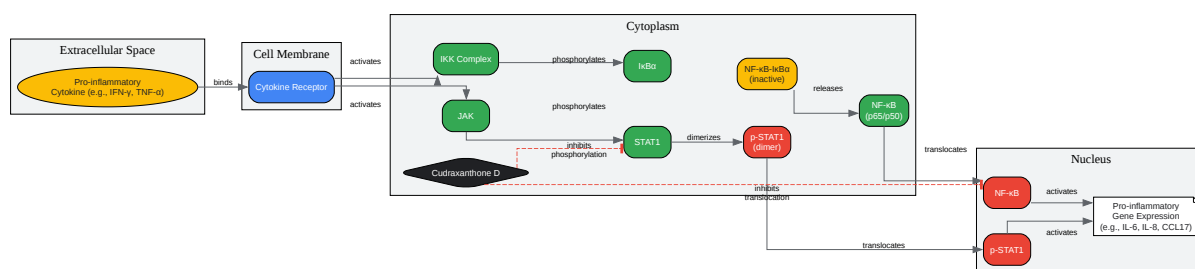 Extracellular Space
Pro-inflammatory
Cytokine (e.g., IFN-γ, TNF-α)
binds
Cell Membrane
Cytokine Receptor
activates
activates
Cytoplasm
IKK Complex
phosphorylates
IκBα
NF-κB-IκBα
(inactive)
releases
NF-κB
(p65/p50)
JAK
phosphorylates
STAT1
dimerizes
p-STAT1
(dimer)
inhibits
phosphorylation
Cudraxanthone D
inhibits
translocation
translocates
translocates
Nucleus
NF-κB
activates
p-STAT1
activates
Pro-inflammatory
Gene Expression
(e.g., IL-6, IL-8, CCL17)